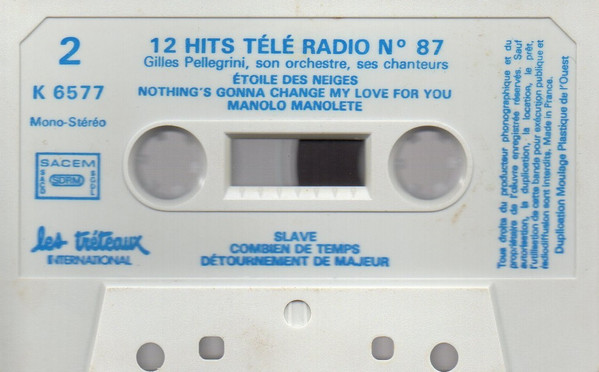 2
12 HITS TÉLÉ RADIO Nº 87
Gilles Pellegrini, son orchestre, ses chanteurs
K 6577
ÉTOILE DES NEIGES
NOTHING'S GONNA CHANGE MY LOVE FOR YOU
MANOLO MANOLETE
Mono-Stéréo
SACEM
SACD
SDRM
SCGL
les tréteaux
INTERNATIONAL
SLAVE
COMBIEN DE TEMPS
DÉTOURNEMENT DE MAJEUR
Tous droits du producteur phonographique et du
propriétaire de l'œuvre enregistrée réservés. Sauf
autorisation, la duplication, la location, le prêt,
l'utilisation de cette bande pour exécution publique et
radiodiffusion sont interdits. Made in France.
Duplication Moulage Plastique de l'Ouest